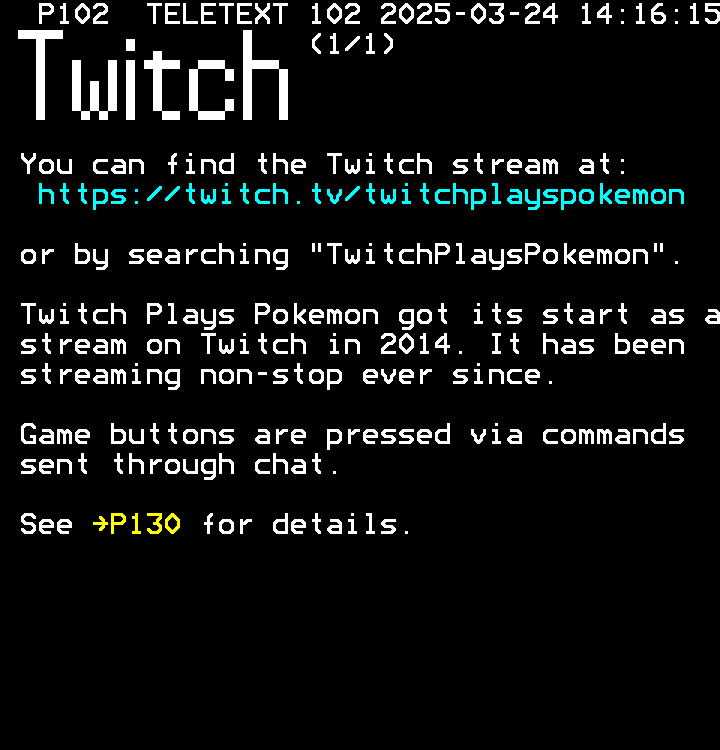 P102 TELETEXT 102 2025-03-24 14:16:15
(1/1)
Twitch
You can find the Twitch stream at:
https://twitch.tv/twitchplayspokemon
or by searching "TwitchPlaysPokemon".
Twitch Plays Pokemon got its start as a
stream on Twitch in 2014. It has been
streaming non-stop ever since.
Game buttons are pressed via commands
sent through chat.
See →P130 for details.